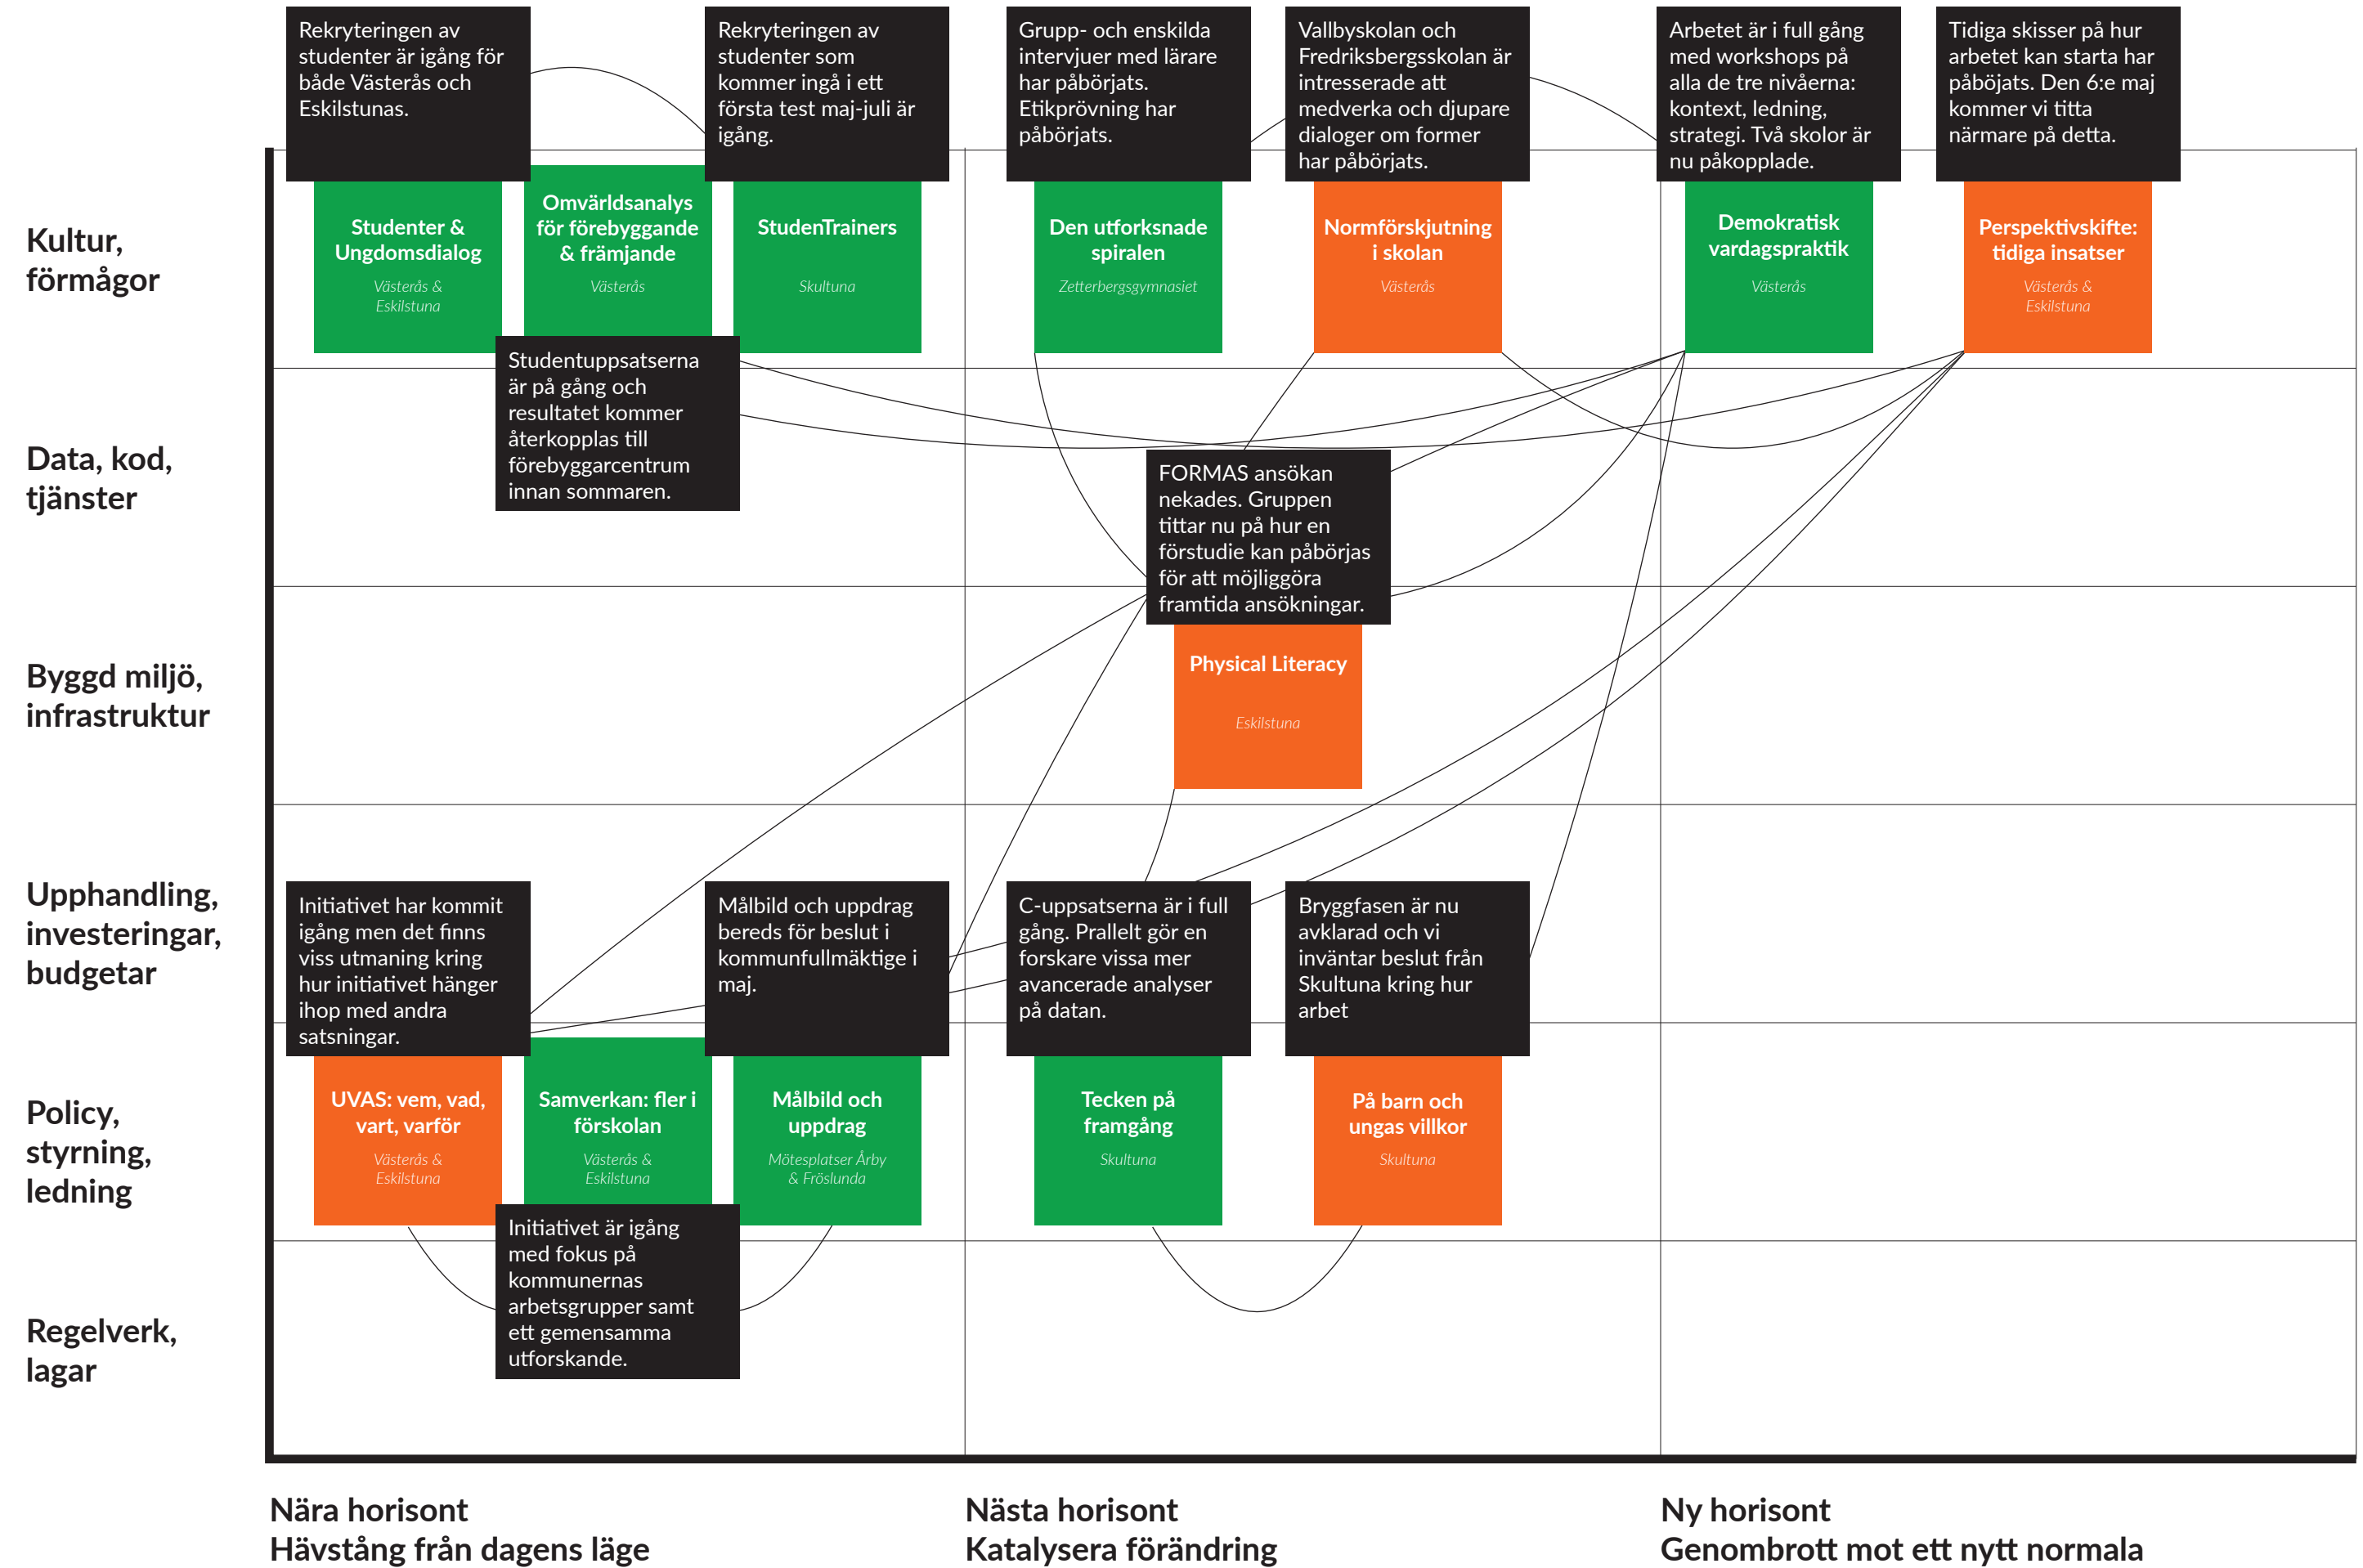 Rekryteringen av
studenter är igång för
både Västerås och
Eskilstunas.
Rekryteringen av
studenter som
kommer ingå i ett
första test maj-juli är
igång.
Grupp- och enskilda
intervjuer med lärare
har påbörjats.
Etikprövning har
påbörjats.
Vallbyskolan och
Fredriksbergsskolan är
intresserade att
medverka och djupare
dialoger om former
har påbörjats.
Arbetet är i full gång
med workshops på
alla de tre nivåerna:
kontext, ledning,
strategi. Två skolor är
nu påkopplade.
Tidiga skisser på hur
arbetet kan starta har
påböjats. Den 6:e maj
kommer vi titta
närmare på detta.
Kultur,
förmågor
Studenter &
Ungdomsdialog
Västerås &
Eskilstuna
Omvärldsanalys
för förebyggande
& främjande
Västerås
StudenTrainers
Skultuna
Den utforksnade
spiralen
Zetterbergsgymnasiet
Normförskjutning
i skolan
Västerås
Demokratisk
vardagspraktik
Västerås
Perspektivskifte:
tidiga insatser
Västerås &
Eskilstuna
Studentuppsatserna
är på gång och
resultatet kommer
återkopplas till
förebyggarcentrum
innan sommaren.
Data, kod,
tjänster
FORMAS ansökan
nekades. Gruppen
tittar nu på hur en
förstudie kan påbörjas
för att möjliggöra
framtida ansökningar.
Byggd miljö,
infrastruktur
Physical Literacy
Eskilstuna
Upphandling,
investeringar,
budgetar
Initiativet har kommit
igång men det finns
viss utmaning kring
hur initiativet hänger
ihop med andra
satsningar.
Målbild och uppdrag
bereds för beslut i
kommunfullmäktige i
maj.
C-uppsatserna är i full
gång. Prallelt gör en
forskare vissa mer
avancerade analyser
på datan.
Bryggfasen är nu
avklarad och vi
inväntar beslut från
Skultuna kring hur
arbet
Policy,
styrning,
ledning
UVAS: vem, vad,
vart, varför
Västerås &
Eskilstuna
Samverkan: fler i
förskolan
Västerås &
Eskilstuna
Målbild och
uppdrag
Mötesplatser Årby
& Fröslunda
Tecken på
framgång
Skultuna
På barn och
ungas villkor
Skultuna
Initiativet är igång
med fokus på
kommunernas
arbetsgrupper samt
ett gemensamma
utforskande.
Regelverk,
lagar
Nära horisont
Hävstång från dagens läge
Nästa horisont
Katalysera förändring
Ny horisont
Genombrott mot ett nytt normala